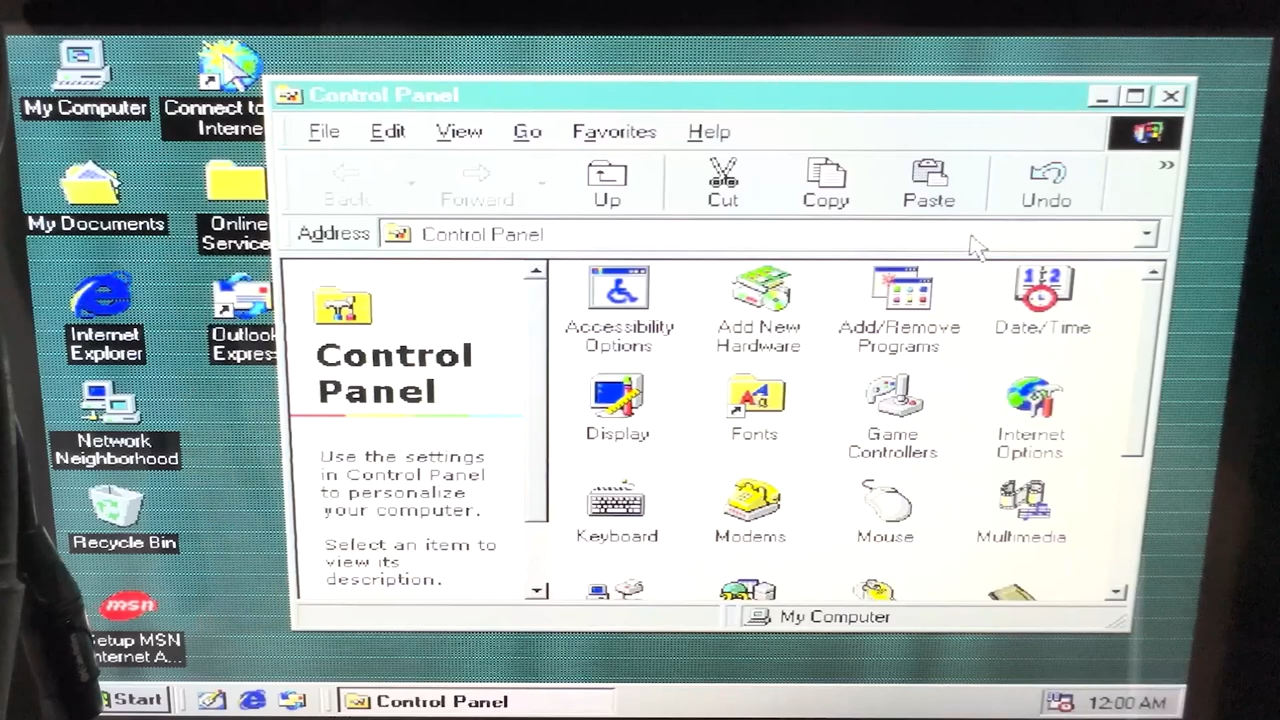 My Computer
Connect to
Interne
My Documents
Online
Service
Internet
Explorer
Outlook
Expres
Network
Neighborhood
Recycle Bin
msn
etup MSN
nternet A...
Control Panel
File Edit View Go Favorites Help
Back Forward Up Cut Copy Paste Undo
Address Control Panel
Control
Panel
Use the settings
in Control Panel
to personalize
your computer.
Select an item to
view its
description.
Accessibility
Options
Add New
Hardware
Add/Remove
Programs
Date/Time
Display
Fonts
Game
Controllers
Internet
Options
Keyboard
Modems
Mouse
Multimedia
My Computer
Start
Control Panel
12:00 AM